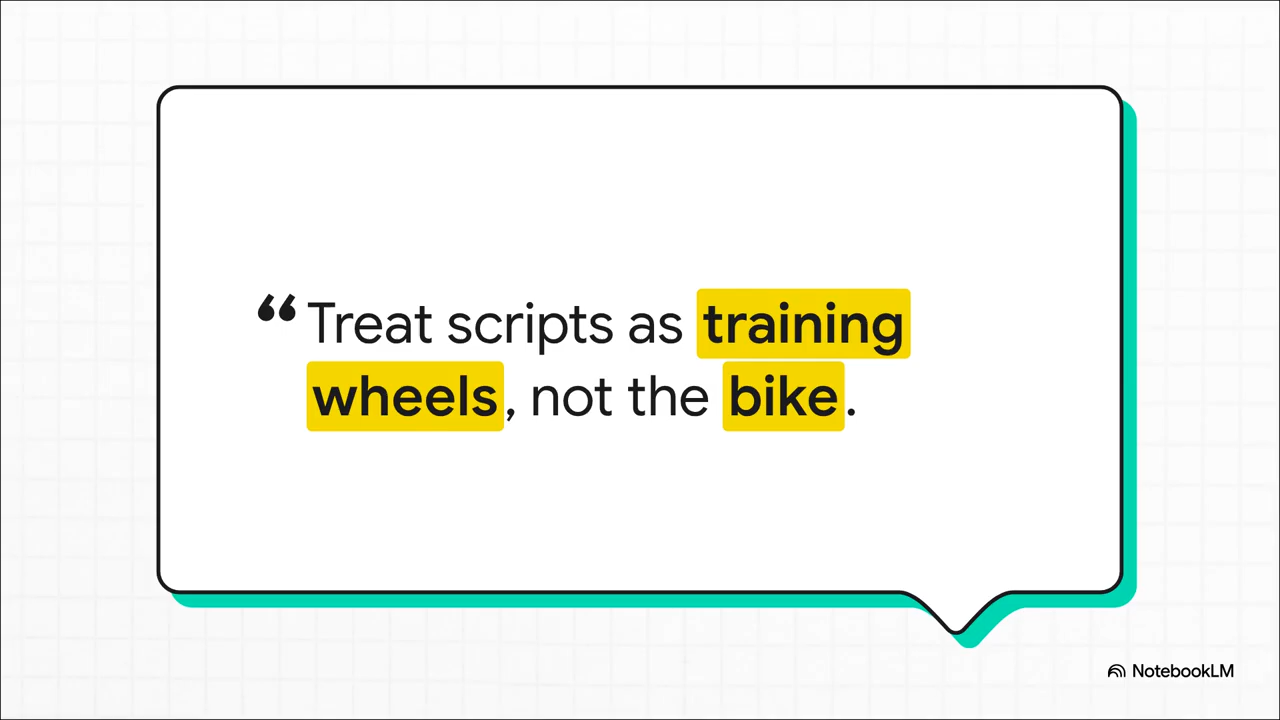 “Treat scripts as training
wheels, not the bike.
NotebookLM